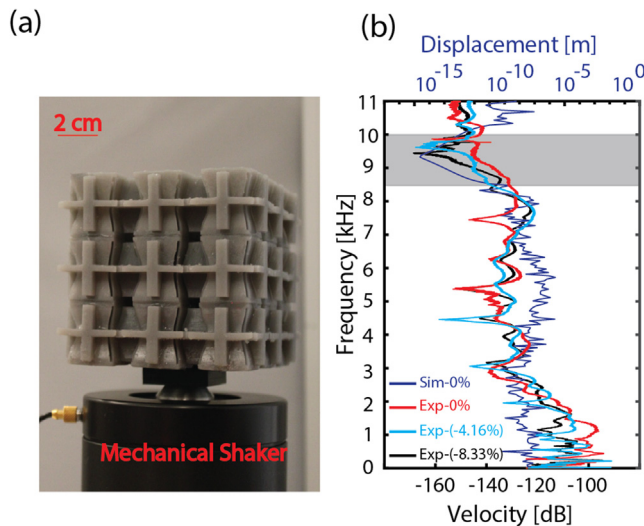 (a)
2 cm
Mechanical Shaker
(b)
Displacement [m]
10^-15 10^-10 10^-5 10^0
Frequency [kHz]
11
10
9
8
7
6
5
4
3
2
1
0
Sim-0%
Exp-0%
Exp-(-4.16%)
Exp-(-8.33%)
-160 -140 -120 -100
Velocity [dB]